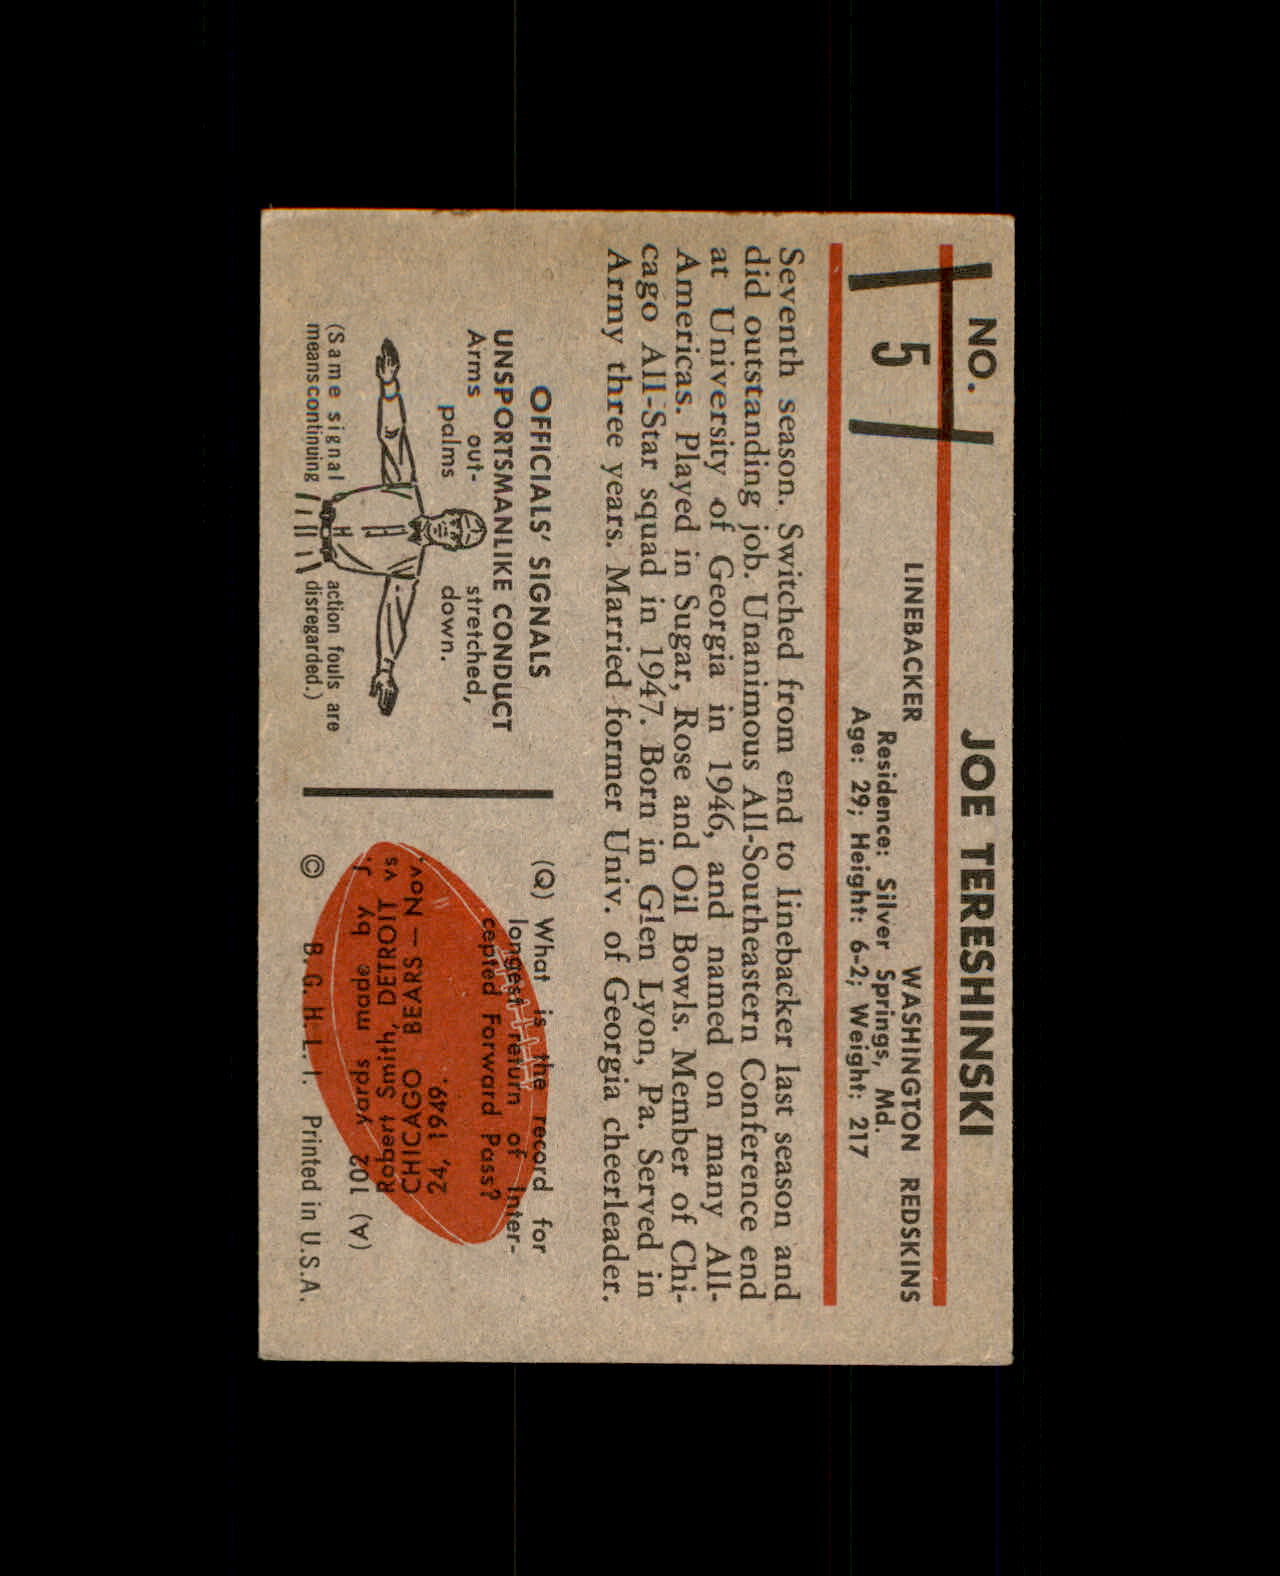 NO.
5
JOE TERESHINSKI
LINEBACKER
WASHINGTON REDSKINS
Residence: Silver Springs, Md.
Age: 29; Height: 6-2; Weight: 217
Seventh season. Switched from end to linebacker last season and
did outstanding job. Unanimous All-Southeastern Conference end
at University of Georgia in 1946, and named on many All-
Americas. Played in Sugar, Rose and Oil Bowls. Member of Chi-
cago All-Star squad in 1947. Born in Glen Lyon, Pa. Served in
Army three years. Married former Univ. of Georgia cheerleader.
OFFICIALS' SIGNALS
UNSPORTSMANLIKE CONDUCT
Arms out- stretched,
palms down.
(Same signal action fouls are
means continuing disregarded.)
(Q) What is the record for
longest return of Inter-
cepted Forward Pass?
(A) 102 yards made by J.
Robert Smith, DETROIT vs
CHICAGO BEARS — Nov.
24, 1949.
© B. G. H. L. I. Printed in U.S.A.